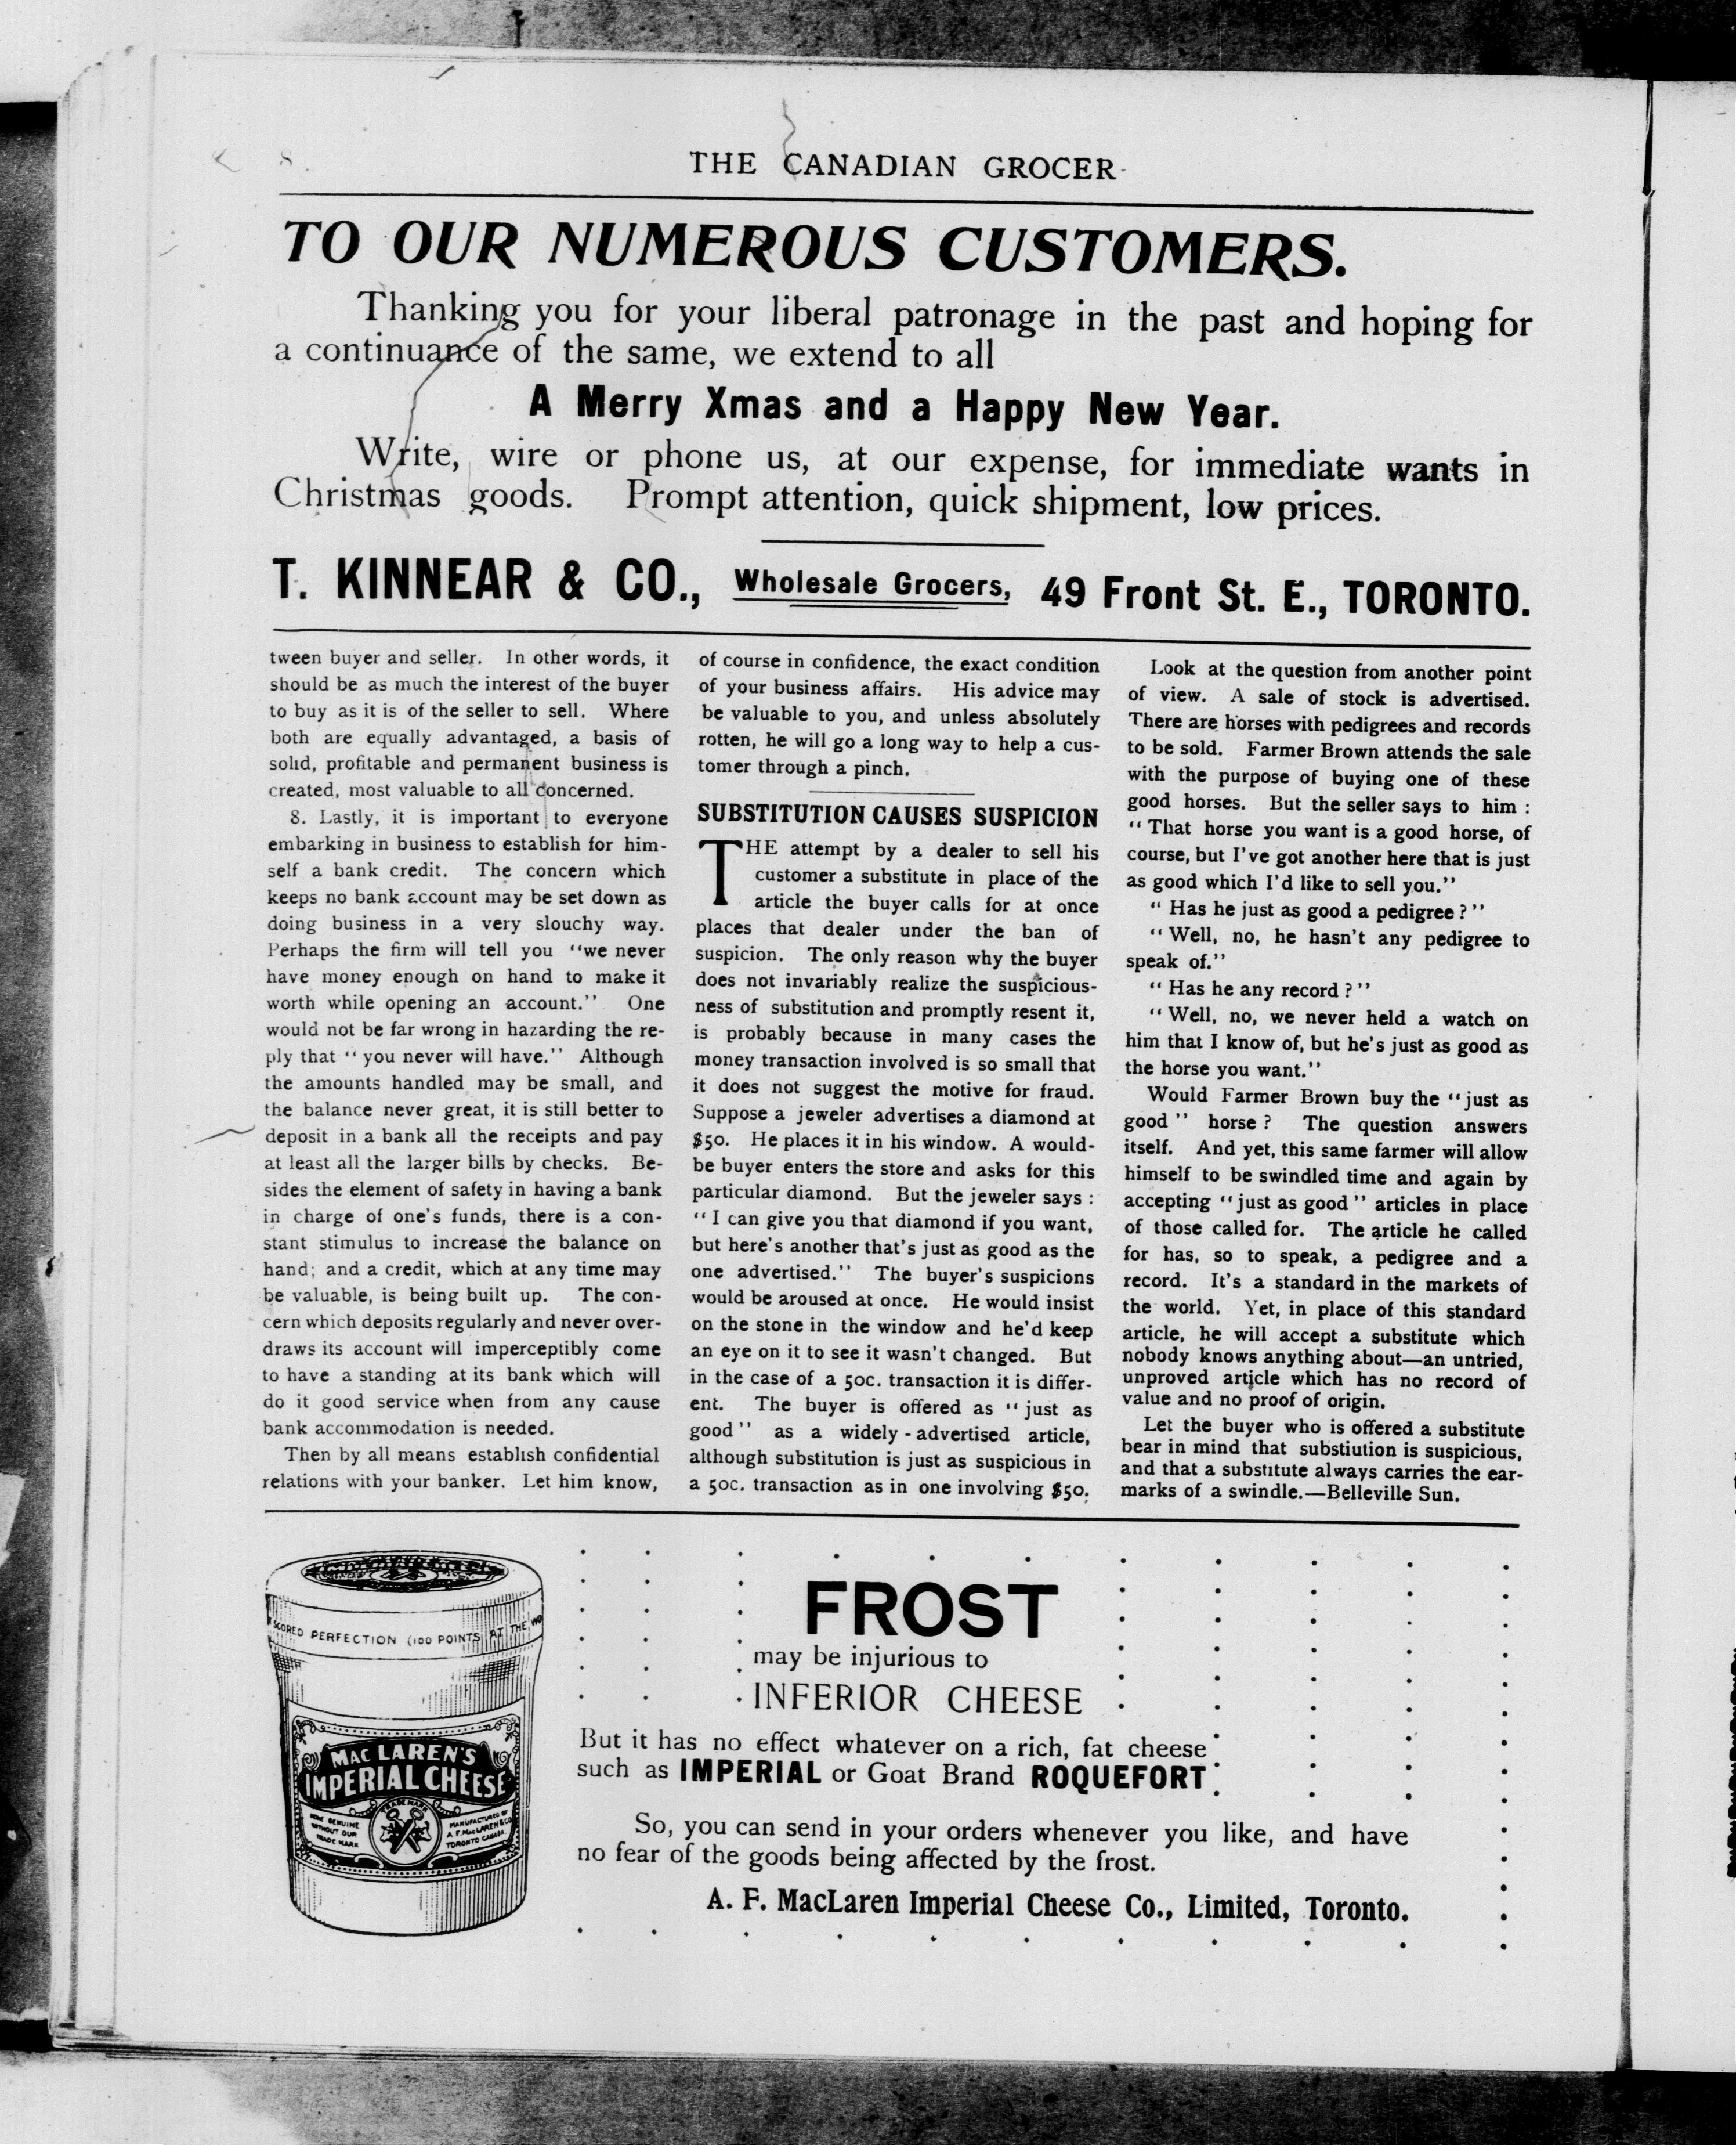 8
THE CANADIAN GROCER
TO OUR NUMEROUS CUSTOMERS.
Thanking you for your liberal patronage in the past and hoping for
a continuance of the same, we extend to all
A Merry Xmas and a Happy New Year.
Write, wire or phone us, at our expense, for immediate wants in
Christmas goods. Prompt attention, quick shipment, low prices.
T. KINNEAR & CO., Wholesale Grocers, 49 Front St. E., TORONTO.
tween buyer and seller. In other words, it
should be as much the interest of the buyer
to buy as it is of the seller to sell. Where
both are equally advantaged, a basis of
solid, profitable and permanent business is
created, most valuable to all concerned.
8. Lastly, it is important to everyone
embarking in business to establish for him-
self a bank credit. The concern which
keeps no bank account may be set down as
doing business in a very slouchy way.
Perhaps the firm will tell you "we never
have money enough on hand to make it
worth while opening an account." One
would not be far wrong in hazarding the re-
ply that "you never will have." Although
the amounts handled may be small, and
the balance never great, it is still better to
deposit in a bank all the receipts and pay
at least all the larger bills by checks. Be-
sides the element of safety in having a bank
in charge of one's funds, there is a con-
stant stimulus to increase the balance on
hand; and a credit, which at any time may
be valuable, is being built up. The con-
cern which deposits regularly and never over-
draws its account will imperceptibly come
to have a standing at its bank which will
do it good service when from any cause
bank accommodation is needed.
Then by all means establish confidential
relations with your banker. Let him know,
of course in confidence, the exact condition
of your business affairs. His advice may
be valuable to you, and unless absolutely
rotten, he will go a long way to help a cus-
tomer through a pinch.
SUBSTITUTION CAUSES SUSPICION
THE attempt by a dealer to sell his
customer a substitute in place of the
article the buyer calls for at once
places that dealer under the ban of
suspicion. The only reason why the buyer
does not invariably realize the suspicious-
ness of substitution and promptly resent it,
is probably because in many cases the
money transaction involved is so small that
it does not suggest the motive for fraud.
Suppose a jeweler advertises a diamond at
$50. He places it in his window. A would-
be buyer enters the store and asks for this
particular diamond. But the jeweler says :
"I can give you that diamond if you want,
but here's another that's just as good as the
one advertised." The buyer's suspicions
would be aroused at once. He would insist
on the stone in the window and he'd keep
an eye on it to see it wasn't changed. But
in the case of a 50c. transaction it is differ-
ent. The buyer is offered as "just as
good" as a widely-advertised article,
although substitution is just as suspicious in
a 50c. transaction as in one involving $50.
Look at the question from another point
of view. A sale of stock is advertised.
There are horses with pedigrees and records
to be sold. Farmer Brown attends the sale
with the purpose of buying one of these
good horses. But the seller says to him :
"That horse you want is a good horse, of
course, but I've got another here that is just
as good which I'd like to sell you."
"Has he just as good a pedigree ?"
"Well, no, he hasn't any pedigree to
speak of."
"Has he any record ?"
"Well, no, we never held a watch on
him that I know of, but he's just as good as
the horse you want."
Would Farmer Brown buy the "just as
good" horse ? The question answers
itself. And yet, this same farmer will allow
himself to be swindled time and again by
accepting "just as good" articles in place
of those called for. The article he called
for has, so to speak, a pedigree and a
record. It's a standard in the markets of
the world. Yet, in place of this standard
article, he will accept a substitute which
nobody knows anything about—an untried,
unproved article which has no record of
value and no proof of origin.
Let the buyer who is offered a substitute
bear in mind that substiution is suspicious,
and that a substitute always carries the ear-
marks of a swindle.—Belleville Sun.
SCORED PERFECTION (100 POINTS) AT THE WO
MACLAREN'S
IMPERIAL CHEESE
TRADE MARK
NONE GENUINE
WITHOUT OUR
TRADE MARK
MANUFACTURED BY
A. F. MACLAREN & CO
TORONTO CANADA
FROST
may be injurious to
INFERIOR CHEESE
But it has no effect whatever on a rich, fat cheese
such as IMPERIAL or Goat Brand ROQUEFORT
So, you can send in your orders whenever you like, and have
no fear of the goods being affected by the frost.
A. F. MacLaren Imperial Cheese Co., Limited, Toronto.